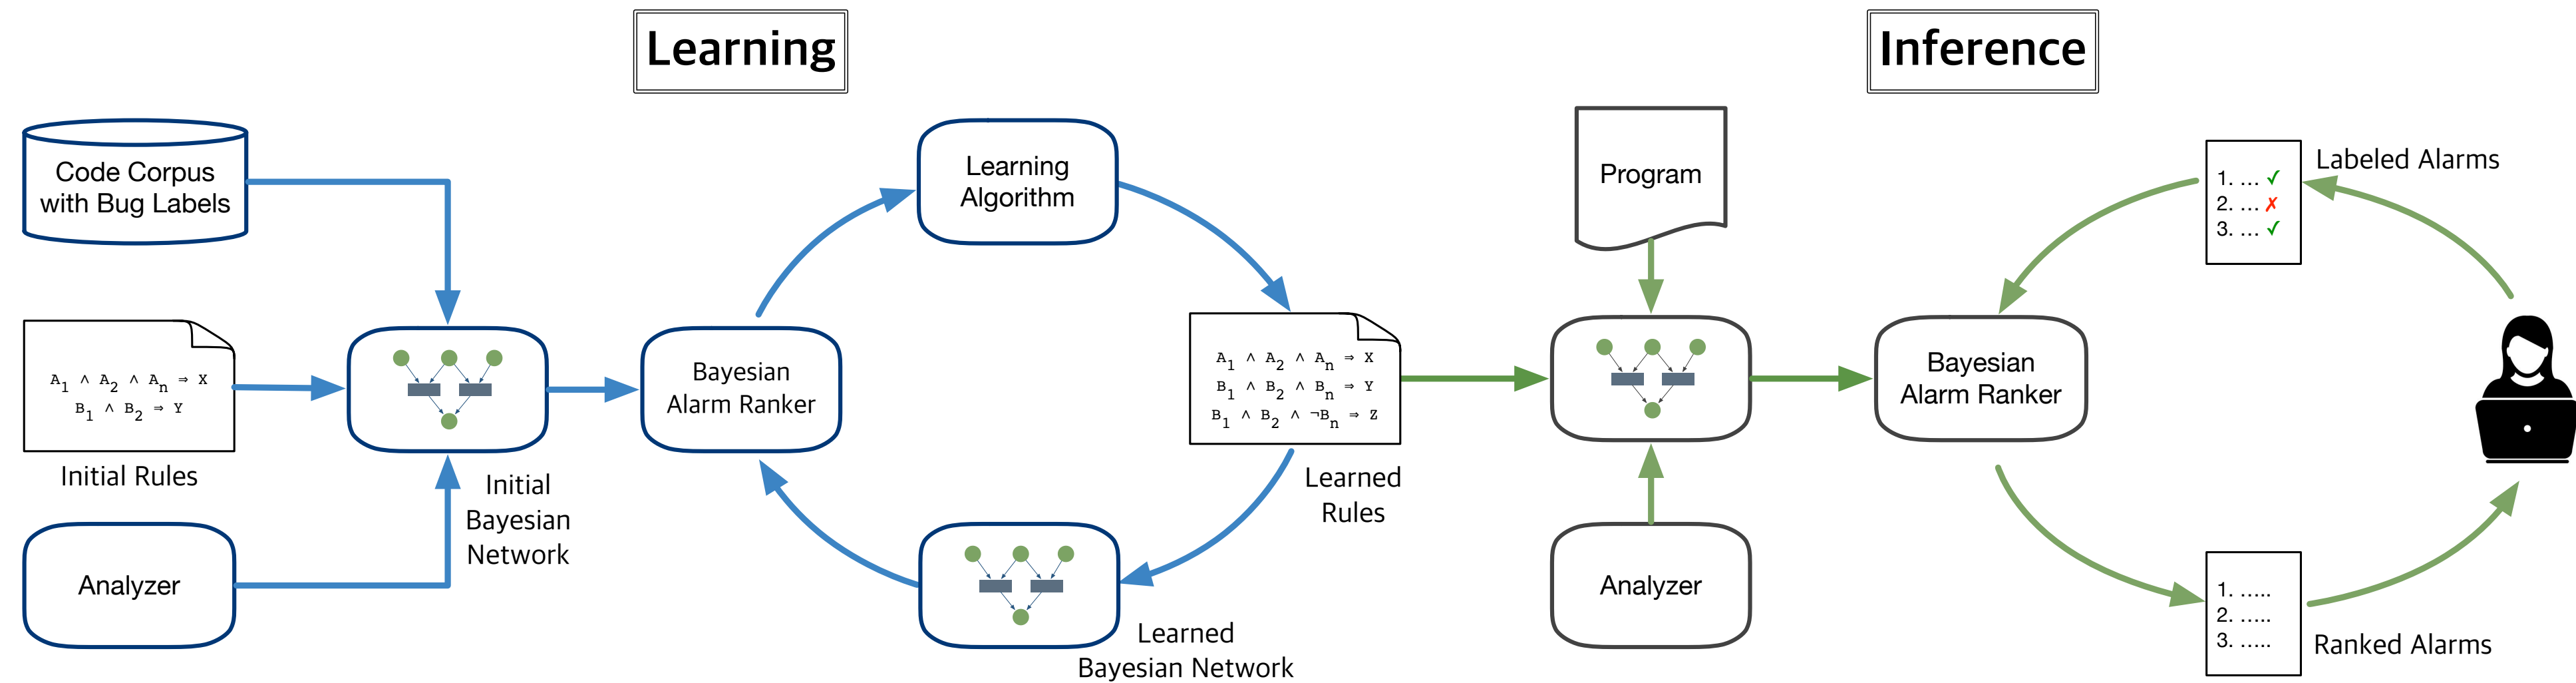 Learning
Inference
Code Corpus
with Bug Labels
A1 ∧ A2 ∧ An ⇒ X
B1 ∧ B2 ⇒ Y
Initial Rules
Analyzer
Initial
Bayesian
Network
Bayesian
Alarm Ranker
Learning
Algorithm
A1 ∧ A2 ∧ An ⇒ X
B1 ∧ B2 ∧ Bn ⇒ Y
B1 ∧ B2 ∧ ¬Bn ⇒ Z
Learned
Rules
Learned
Bayesian Network
Program
Analyzer
Bayesian
Alarm Ranker
1. ... ✓
2. ... ✗
3. ... ✓
Labeled Alarms
1. .....
2. .....
3. .....
Ranked Alarms